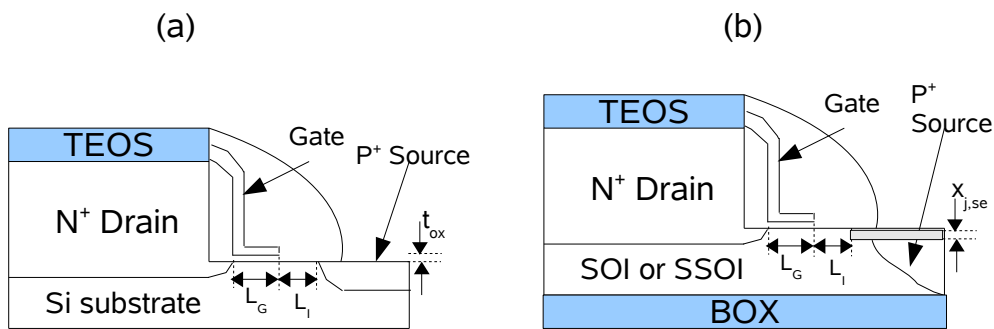 (a)
TEOS
Gate
P+ Source
N+ Drain
tox
Si substrate
LG
LI
(b)
TEOS
Gate
P+
Source
N+ Drain
xj,se
SOI or SSOI
LG
LI
BOX